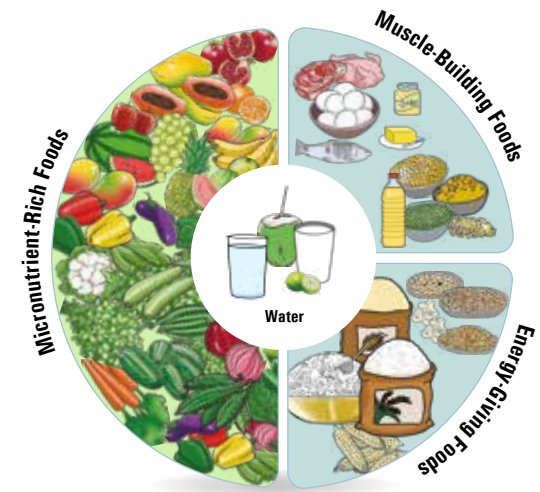 Muscle-Building Foods
Micronutrient-Rich Foods
Water
Energy-Giving Foods